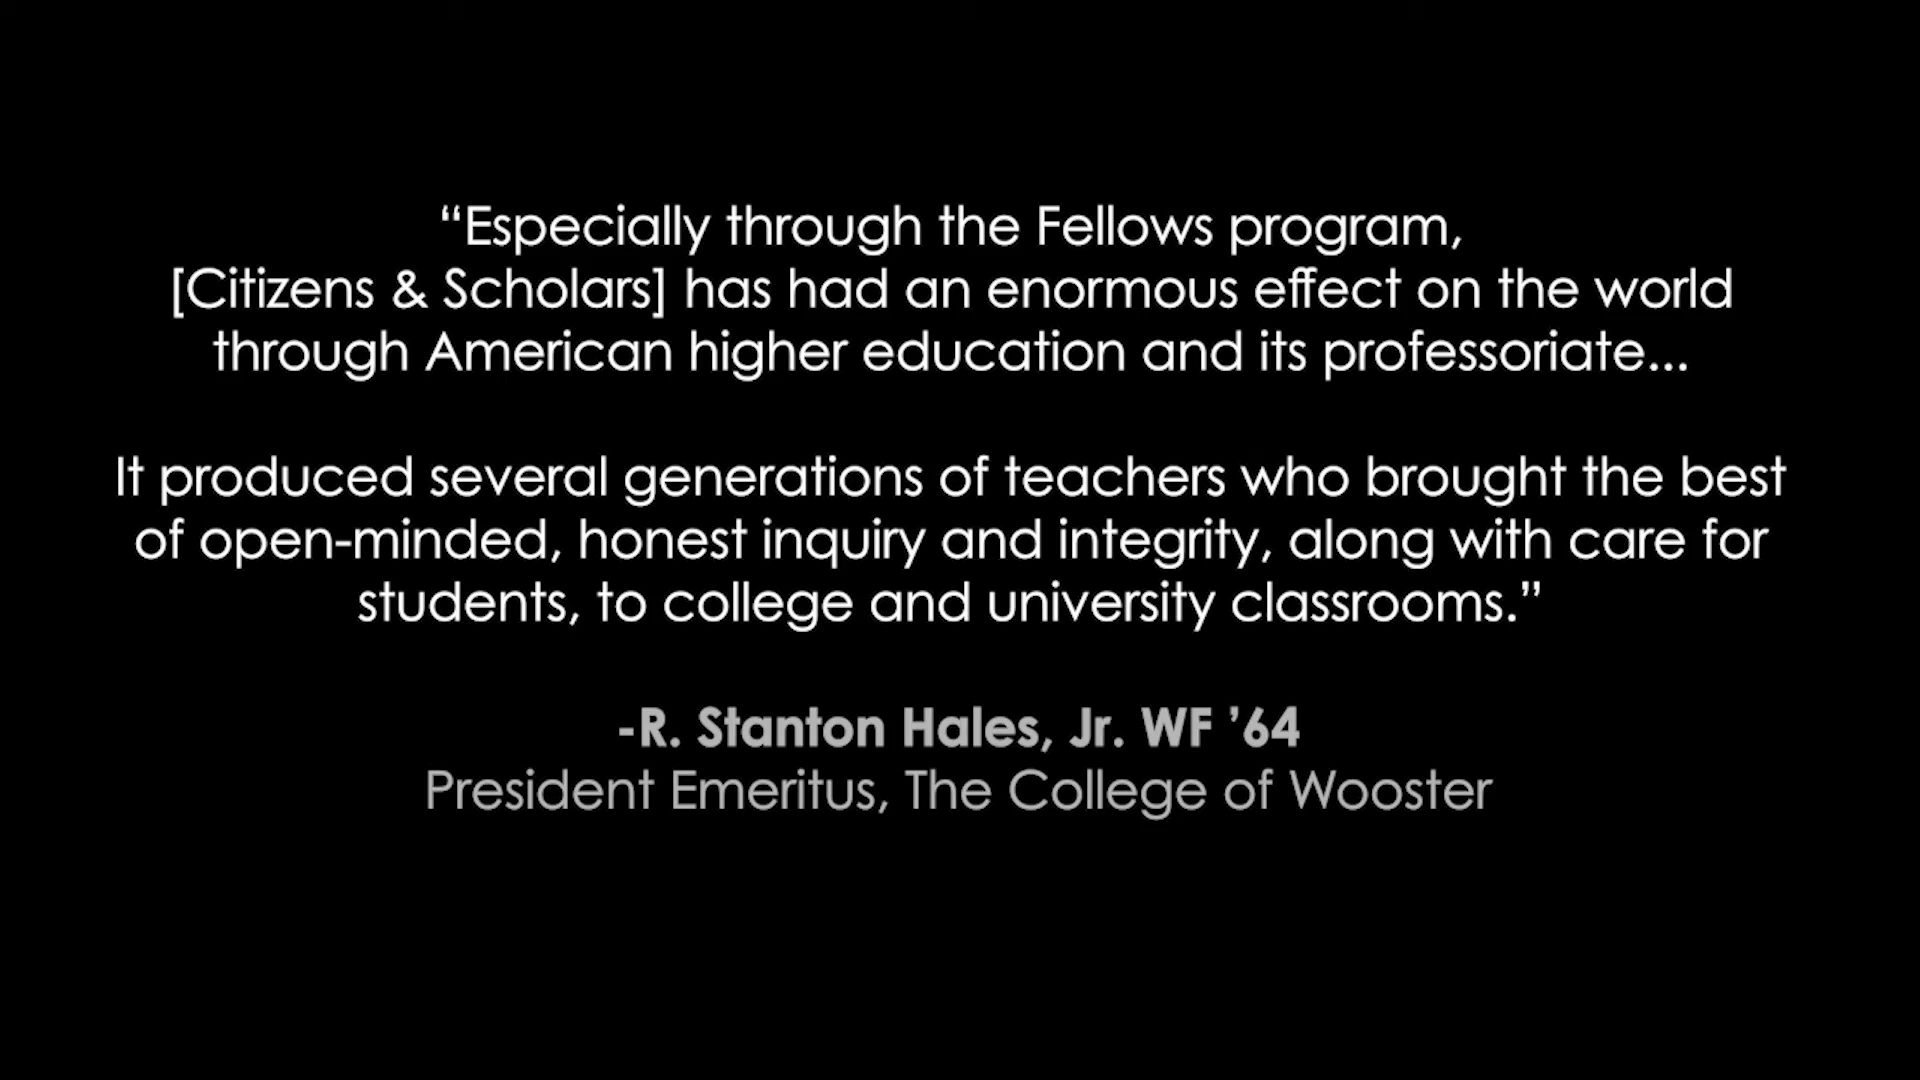 “Especially through the Fellows program,
[Citizens & Scholars] has had an enormous effect on the world
through American higher education and its professoriate...
It produced several generations of teachers who brought the best
of open-minded, honest inquiry and integrity, along with care for
students, to college and university classrooms.”
-R. Stanton Hales, Jr. WF ’64
President Emeritus, The College of Wooster